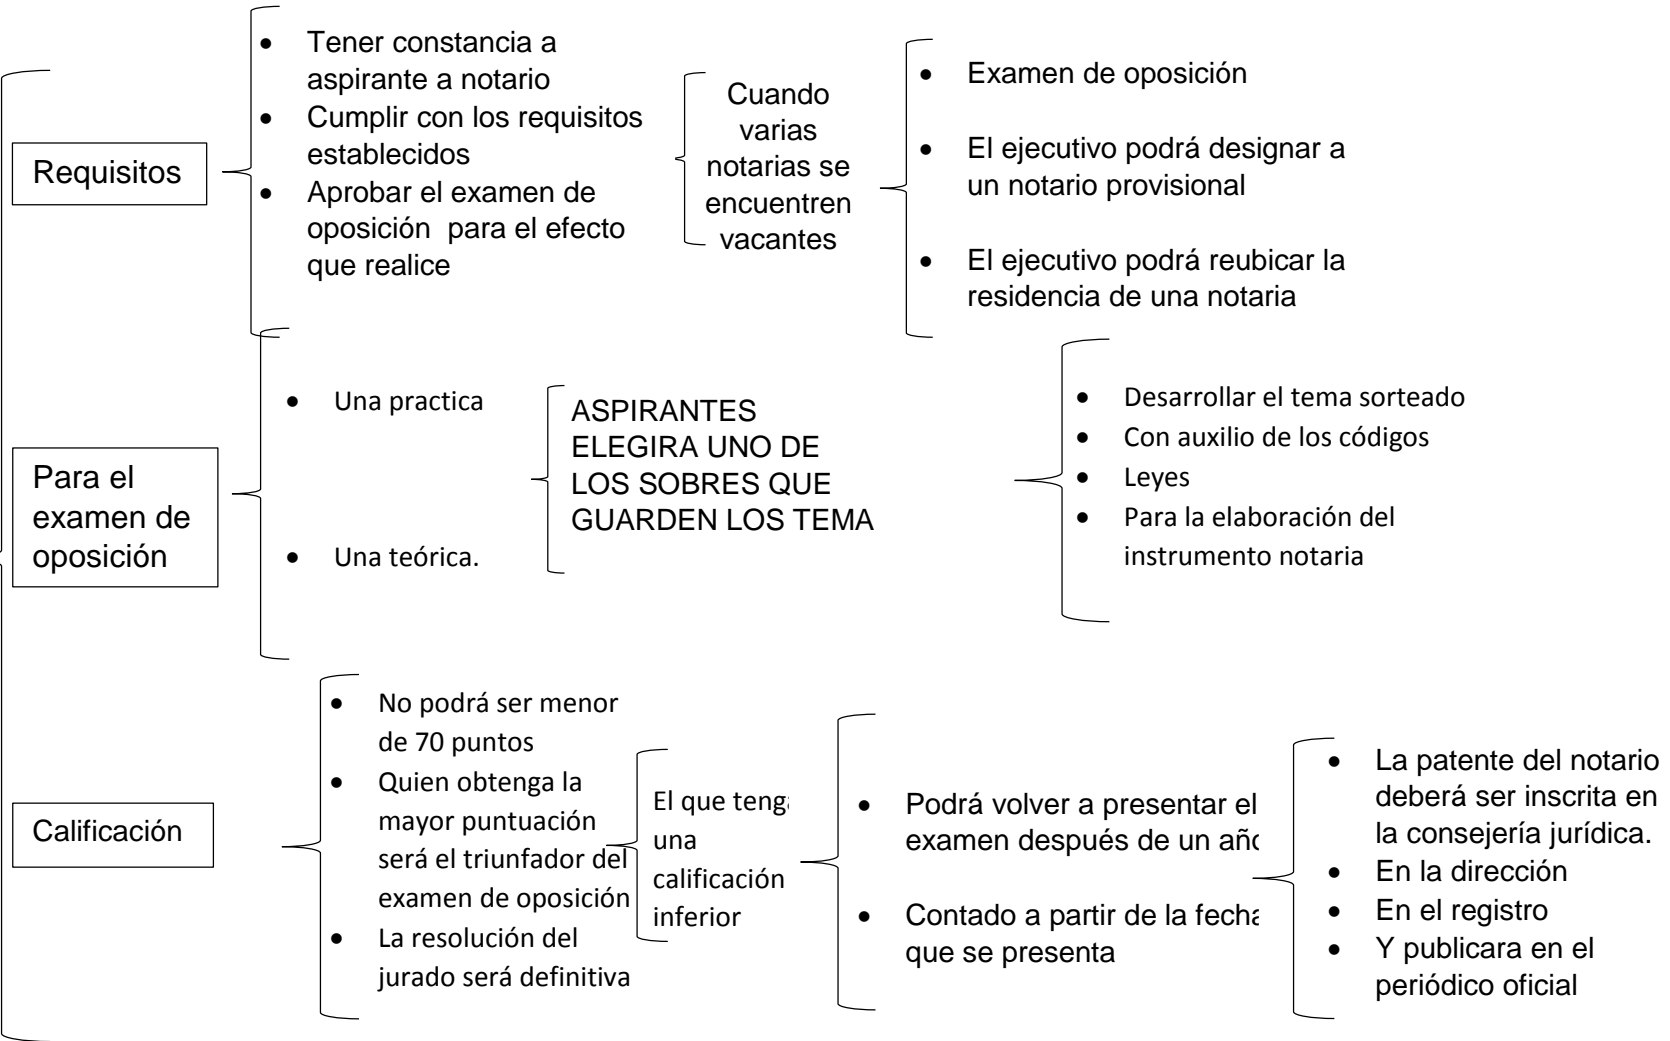 Requisitos
• Tener constancia a
aspirante a notario
• Cumplir con los requisitos
establecidos
• Aprobar el examen de
oposición para el efecto
que realice
Cuando
varias
notarias se
encuentren
vacantes
• Examen de oposición
• El ejecutivo podrá designar a
un notario provisional
• El ejecutivo podrá reubicar la
residencia de una notaria
Para el
examen de
oposición
• Una practica
• Una teórica.
ASPIRANTES
ELEGIRA UNO DE
LOS SOBRES QUE
GUARDEN LOS TEMA
• Desarrollar el tema sorteado
• Con auxilio de los códigos
• Leyes
• Para la elaboración del
instrumento notaria
Calificación
• No podrá ser menor
de 70 puntos
• Quien obtenga la
mayor puntuación
será el triunfador del
examen de oposición
• La resolución del
jurado será definitiva
El que teng
una
calificación
inferior
• Podrá volver a presentar el
examen después de un añ
• Contado a partir de la fecha
que se presenta
• La patente del notario
deberá ser inscrita en
la consejería jurídica.
• En la dirección
• En el registro
• Y publicara en el
periódico oficial